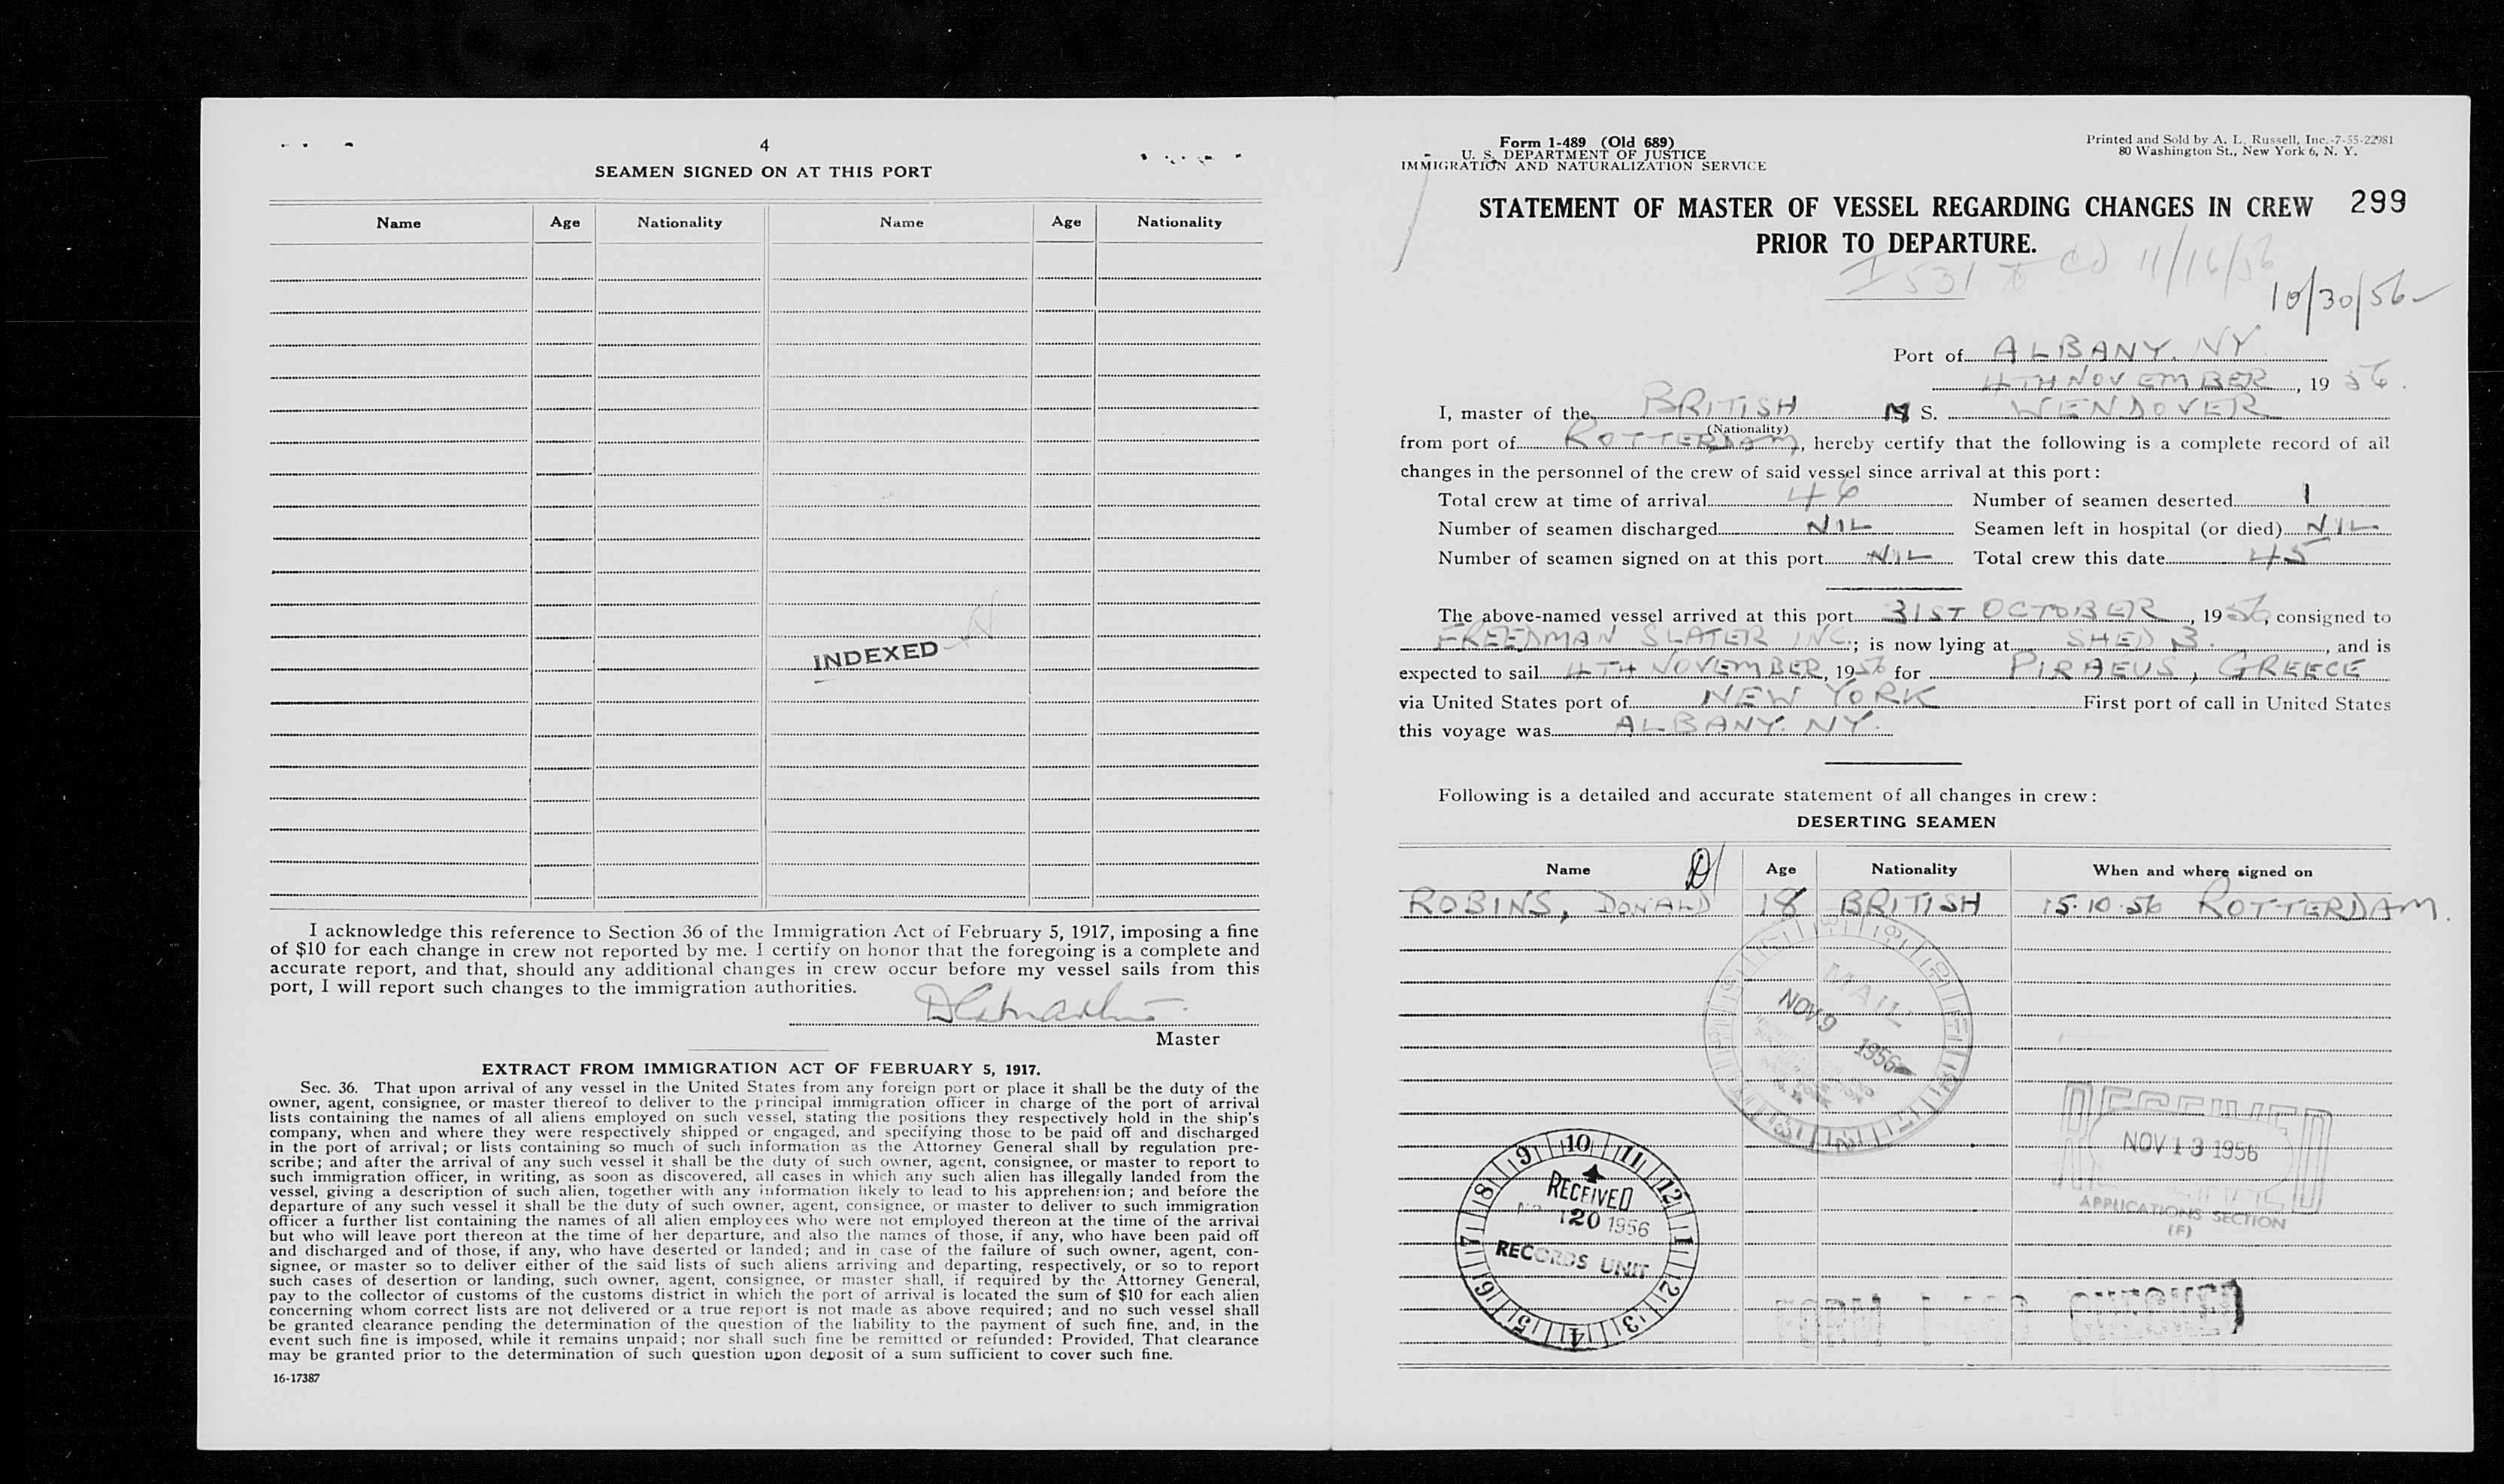 4
SEAMEN SIGNED ON AT THIS PORT
Name Age Nationality Name Age Nationality
INDEXED
I acknowledge this reference to Section 36 of the Immigration Act of February 5, 1917, imposing a fine
of $10 for each change in crew not reported by me. I certify on honor that the foregoing is a complete and
accurate report, and that, should any additional changes in crew occur before my vessel sails from this
port, I will report such changes to the immigration authorities.
Master
EXTRACT FROM IMMIGRATION ACT OF FEBRUARY 5, 1917.
Sec. 36. That upon arrival of any vessel in the United States from any foreign port or place it shall be the duty of the
owner, agent, consignee, or master thereof to deliver to the principal immigration officer in charge of the port of arrival
lists containing the names of all aliens employed on such vessel, stating the positions they respectively hold in the ship's
company, when and where they were respectively shipped or engaged, and specifying those to be paid off and discharged
in the port of arrival; or lists containing so much of such information as the Attorney General shall by regulation pre-
scribe; and after the arrival of any such vessel it shall be the duty of such owner, agent, consignee, or master to report to
such immigration officer, in writing, as soon as discovered, all cases in which any such alien has illegally landed from the
vessel, giving a description of such alien, together with any information likely to lead to his apprehension; and before the
departure of any such vessel it shall be the duty of such owner, agent, consignee, or master to deliver to such immigration
officer a further list containing the names of all alien employees who were not employed thereon at the time of the arrival
but who will leave port thereon at the time of her departure, and also the names of those, if any, who have been paid off
and discharged and of those, if any, who have deserted or landed; and in case of the failure of such owner, agent, con-
signee, or master so to deliver either of the said lists of such aliens arriving and departing, respectively, or so to report
such cases of desertion or landing, such owner, agent, consignee, or master shall, if required by the Attorney General,
pay to the collector of customs of the customs district in which the port of arrival is located the sum of $10 for each alien
concerning whom correct lists are not delivered or a true report is not made as above required; and no such vessel shall
be granted clearance pending the determination of the question of the liability to the payment of such fine, and, in the
event such fine is imposed, while it remains unpaid; nor shall such fine be remitted or refunded: Provided, That clearance
may be granted prior to the determination of such question upon deposit of a sum sufficient to cover such fine.
16-17387
Form 1-489 (Old 689)
U. S. DEPARTMENT OF JUSTICE
IMMIGRATION AND NATURALIZATION SERVICE
Printed and Sold by A. L. Russell, Inc.-7-55-22981
80 Washington St., New York 6, N. Y.
STATEMENT OF MASTER OF VESSEL REGARDING CHANGES IN CREW 299
PRIOR TO DEPARTURE.
I 531 11/16/56
10/30/56
Port of ALBANY. NY
4TH NOVEMBER, 19 56.
I, master of the BRITISH M S. WENDOVER
(Nationality)
from port of ROTTERDAM, hereby certify that the following is a complete record of all
changes in the personnel of the crew of said vessel since arrival at this port:
Total crew at time of arrival 46 Number of seamen deserted 1
Number of seamen discharged NIL Seamen left in hospital (or died) NIL
Number of seamen signed on at this port NIL Total crew this date 45
The above-named vessel arrived at this port 31ST OCTOBER, 1956, consigned to
FREEDMAN SLATER INC.; is now lying at SHED 3., and is
expected to sail 4TH NOVEMBER, 1956 for PIRAEUS, GREECE
via United States port of NEW YORK First port of call in United States
this voyage was ALBANY. NY.
Following is a detailed and accurate statement of all changes in crew:
DESERTING SEAMEN
Name D Age Nationality When and where signed on
ROBINS, DONALD 18 BRITISH 15.10.56 ROTTERDAM.
MAIL
NOV 9 1956
RECEIVED
NOV 13 1956
APPLICATIONS SECTION
(F)
9 10 11 12 1 2 3 4 5 6 7 8
RECEIVED
20 1956
RECORDS UNIT
FORM